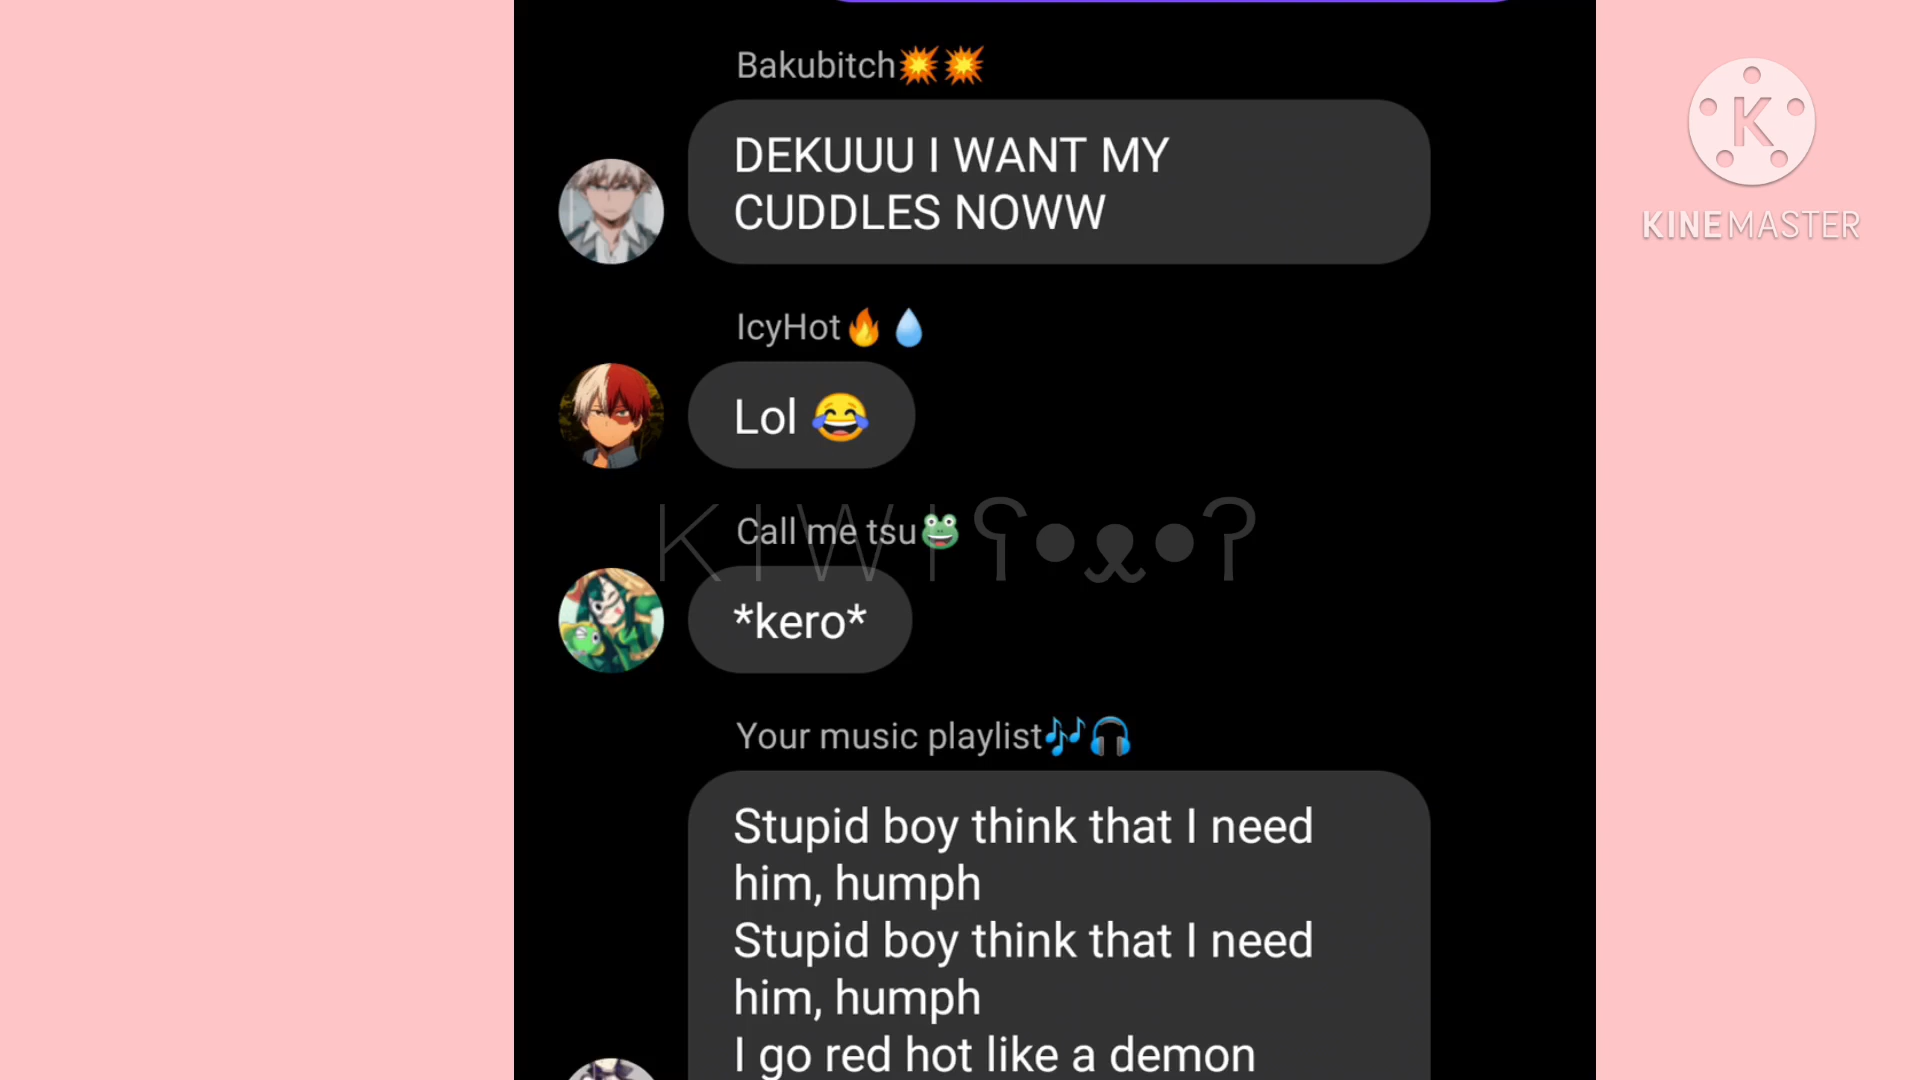 Bakubitch💥💥
DEKUUU I WANT MY
CUDDLES NOWW
K
KINEMASTER
IcyHot🔥💧
Lol 😂
Call me tsu🐸
KIWIʕ•ᴥ•ʔ
*kero*
Your music playlist🎶🎧
Stupid boy think that I need
him, humph
Stupid boy think that I need
him, humph
I go red hot like a demon